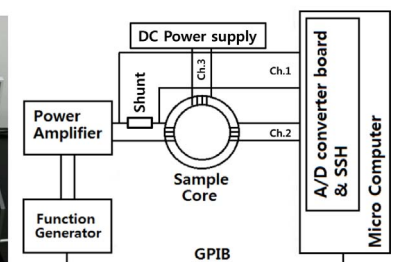 DC Power supply
Ch.3
Ch.1
Shunt
Power
Amplifier
Ch.2
Sample
Core
A/D converter board
& SSH
Micro Computer
Function
Generator
GPIB